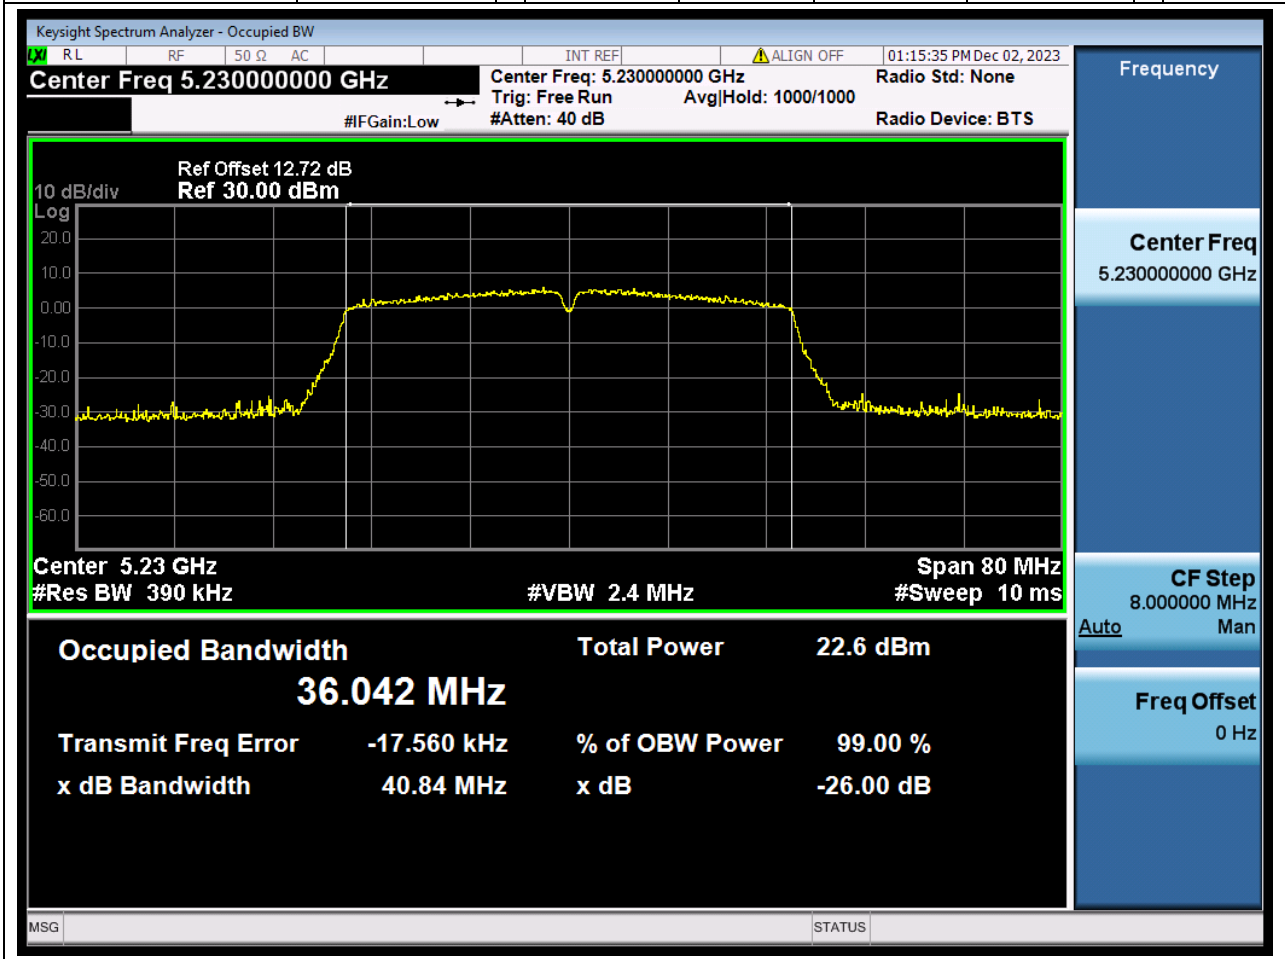 Keysight Spectrum Analyzer - Occupied BW
LXI RL RF 50 Ω AC INT REF ALIGN OFF 01:15:35 PM Dec 02, 2023
Center Freq 5.230000000 GHz
Center Freq: 5.230000000 GHz
Radio Std: None
Trig: Free Run Avg|Hold: 1000/1000
#IFGain:Low
#Atten: 40 dB
Radio Device: BTS
Ref Offset 12.72 dB
10 dB/div Ref 30.00 dBm
Log
20.0
10.0
0.00
-10.0
-20.0
-30.0
-40.0
-50.0
-60.0
Center 5.23 GHz
Span 80 MHz
#Res BW 390 kHz
#VBW 2.4 MHz
#Sweep 10 ms
Occupied Bandwidth
Total Power 22.6 dBm
36.042 MHz
Transmit Freq Error -17.560 kHz
% of OBW Power 99.00 %
x dB Bandwidth 40.84 MHz
x dB -26.00 dB
MSG
STATUS
Frequency
Center Freq
5.230000000 GHz
CF Step
8.000000 MHz
Auto Man
Freq Offset
0 Hz